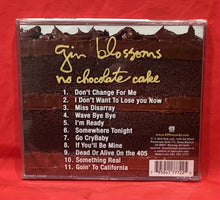 gin blossoms
no chocolate cake
1. Don't Change For Me
2. I Don't Want To Lose you Now
3. Miss Disarray
4. Wave Bye Bye
5. I'm Ready
6. Somewhere Tonight
7. Go CryBaby
8. If You'll Be Mine
9. Dead Or Alive On the 405
10. Something Real
11. Goin' To California